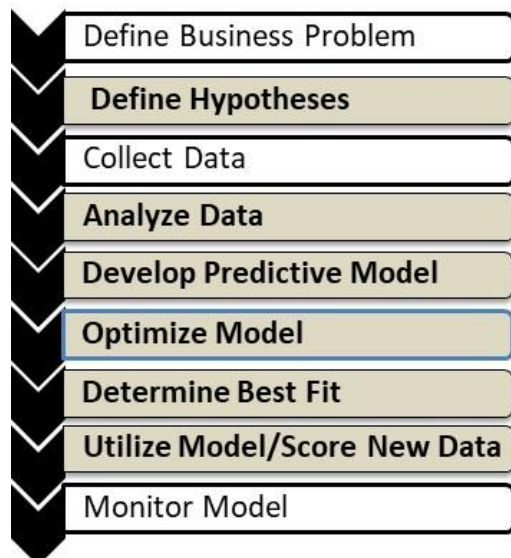 Define Business Problem
Define Hypotheses
Collect Data
Analyze Data
Develop Predictive Model
Optimize Model
Determine Best Fit
Utilize Model/Score New Data
Monitor Model